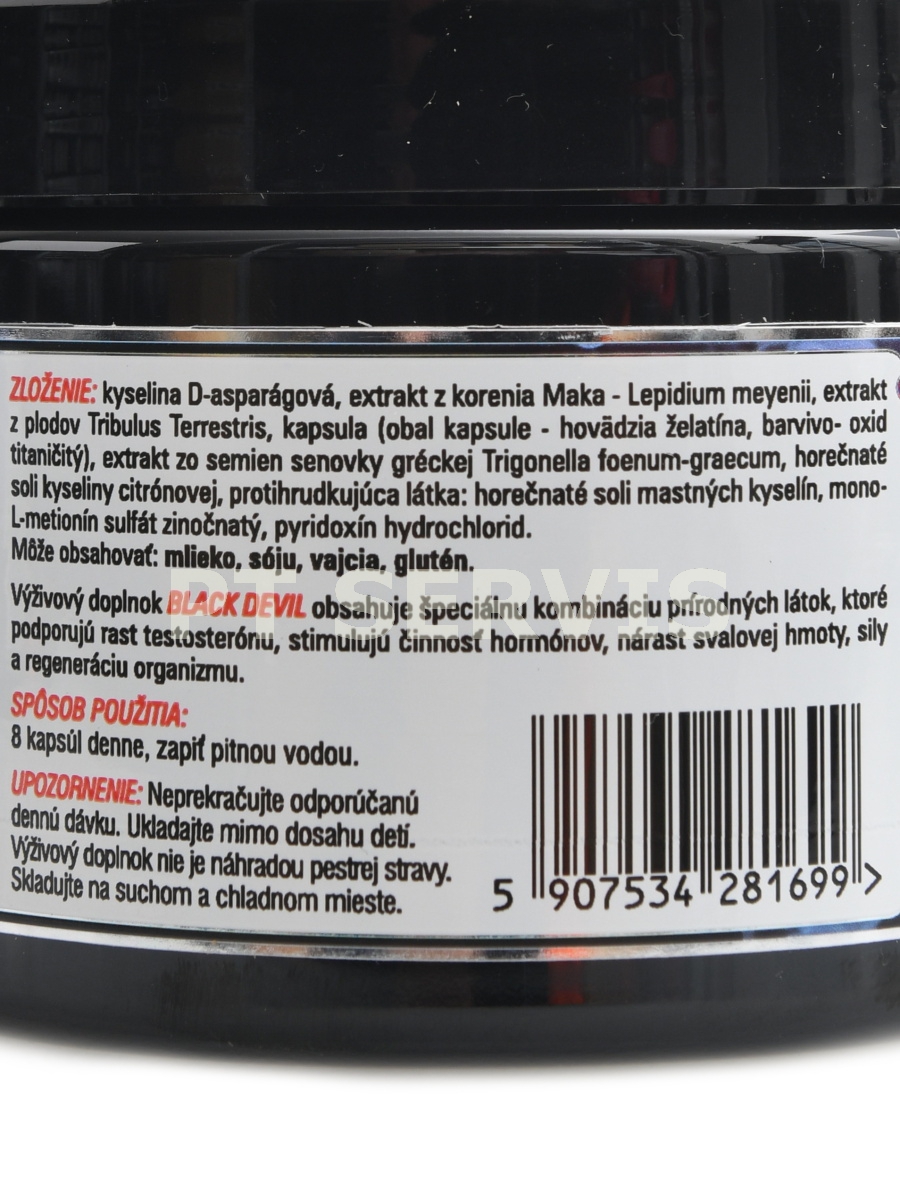 ZLOŽENIE: kyselina D-asparágová, extrakt z korenia Maka - Lepidium meyenii, extrakt
z plodov Tribulus Terrestris, kapsula (obal kapsule - hovädzia želatína, barvivo- oxid
titaničitý), extrakt zo semien senovky gréckej Trigonella foenum-graecum, horečnaté
soli kyseliny citrónovej, protihrudkujúca látka: horečnaté soli mastných kyselín, mono-
L-metionín sulfát zinočnatý, pyridoxín hydrochlorid.
Môže obsahovať: mlieko, sóju, vajcia, glutén.
PT SERVIS
Výživový doplnok BLACK DEVIL obsahuje špeciálnu kombináciu prírodných látok, ktoré
podporujú rast testosterónu, stimulujú činnosť hormónov, nárast svalovej hmoty, sily
a regeneráciu organizmu.
SPÔSOB POUŽITIA:
8 kapsúl denne, zapiť pitnou vodou.
UPOZORNENIE: Neprekračujte odporúčanú
dennú dávku. Ukladajte mimo dosahu detí.
Výživový doplnok nie je náhradou pestrej stravy.
Skladujte na suchom a chladnom mieste.
5 907534 281699 >